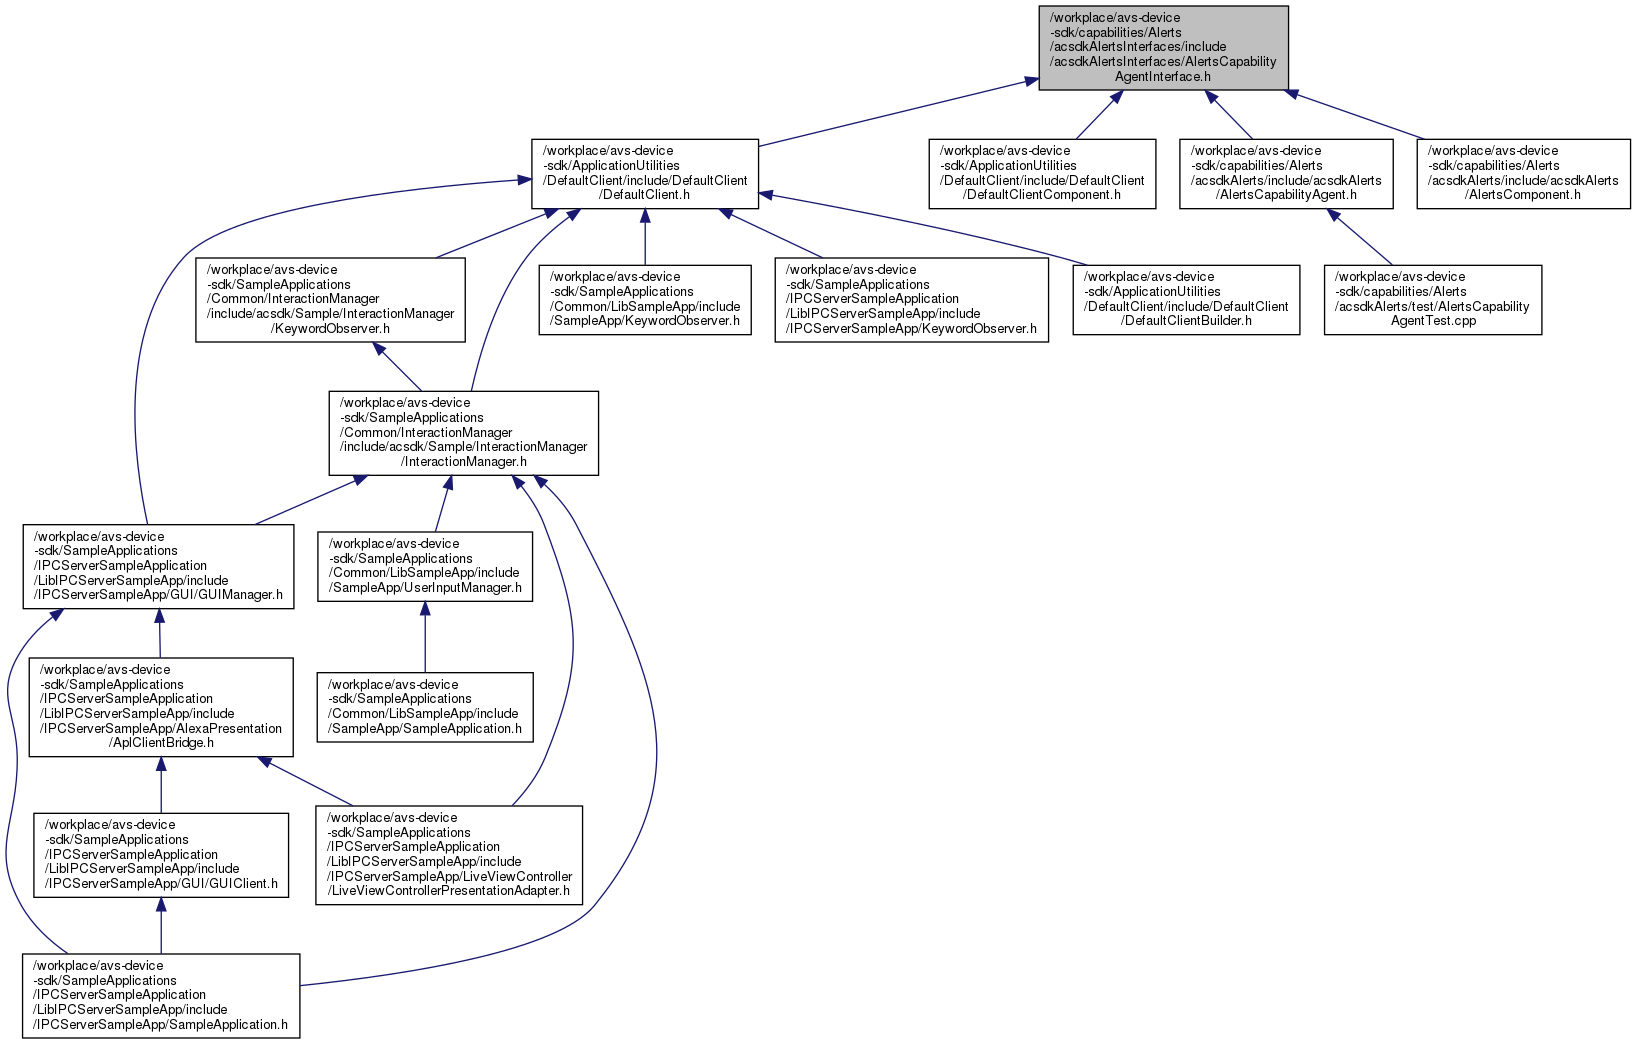 /workplace/avs-device
-sdk/capabilities/Alerts
/acsdkAlertsInterfaces/include
/acsdkAlertsInterfaces/AlertsCapability
AgentInterface.h
/workplace/avs-device
-sdk/ApplicationUtilities
/DefaultClient/include/DefaultClient
/DefaultClient.h
/workplace/avs-device
-sdk/ApplicationUtilities
/DefaultClient/include/DefaultClient
/DefaultClientComponent.h
/workplace/avs-device
-sdk/capabilities/Alerts
/acsdkAlerts/include/acsdkAlerts
/AlertsCapabilityAgent.h
/workplace/avs-device
-sdk/capabilities/Alerts
/acsdkAlerts/include/acsdkAlerts
/AlertsComponent.h
/workplace/avs-device
-sdk/SampleApplications
/Common/InteractionManager
/include/acsdk/Sample/InteractionManager
/KeywordObserver.h
/workplace/avs-device
-sdk/SampleApplications
/Common/LibSampleApp/include
/SampleApp/KeywordObserver.h
/workplace/avs-device
-sdk/SampleApplications
/IPCServerSampleApplication
/LibIPCServerSampleApp/include
/IPCServerSampleApp/KeywordObserver.h
/workplace/avs-device
-sdk/ApplicationUtilities
/DefaultClient/include/DefaultClient
/DefaultClientBuilder.h
/workplace/avs-device
-sdk/capabilities/Alerts
/acsdkAlerts/test/AlertsCapability
AgentTest.cpp
/workplace/avs-device
-sdk/SampleApplications
/Common/InteractionManager
/include/acsdk/Sample/InteractionManager
/InteractionManager.h
/workplace/avs-device
-sdk/SampleApplications
/IPCServerSampleApplication
/LibIPCServerSampleApp/include
/IPCServerSampleApp/GUI/GUIManager.h
/workplace/avs-device
-sdk/SampleApplications
/Common/LibSampleApp/include
/SampleApp/UserInputManager.h
/workplace/avs-device
-sdk/SampleApplications
/IPCServerSampleApplication
/LibIPCServerSampleApp/include
/IPCServerSampleApp/AlexaPresentation
/AplClientBridge.h
/workplace/avs-device
-sdk/SampleApplications
/Common/LibSampleApp/include
/SampleApp/SampleApplication.h
/workplace/avs-device
-sdk/SampleApplications
/IPCServerSampleApplication
/LibIPCServerSampleApp/include
/IPCServerSampleApp/GUI/GUIClient.h
/workplace/avs-device
-sdk/SampleApplications
/IPCServerSampleApplication
/LibIPCServerSampleApp/include
/IPCServerSampleApp/LiveViewController
/LiveViewControllerPresentationAdapter.h
/workplace/avs-device
-sdk/SampleApplications
/IPCServerSampleApplication
/LibIPCServerSampleApp/include
/IPCServerSampleApp/SampleApplication.h